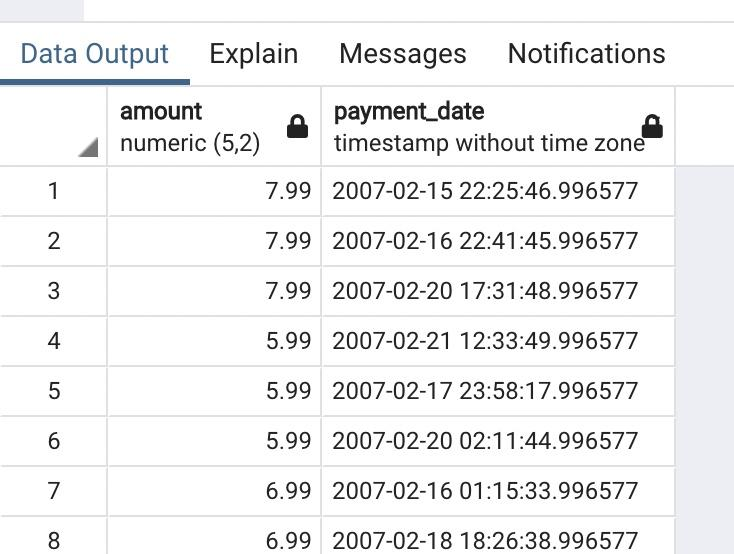 Data Output Explain Messages Notifications
amount payment_date
numeric (5,2) timestamp without time zone
1 7.99 2007-02-15 22:25:46.996577
2 7.99 2007-02-16 22:41:45.996577
3 7.99 2007-02-20 17:31:48.996577
4 5.99 2007-02-21 12:33:49.996577
5 5.99 2007-02-17 23:58:17.996577
6 5.99 2007-02-20 02:11:44.996577
7 6.99 2007-02-16 01:15:33.996577
8 6.99 2007-02-18 18:26:38.996577